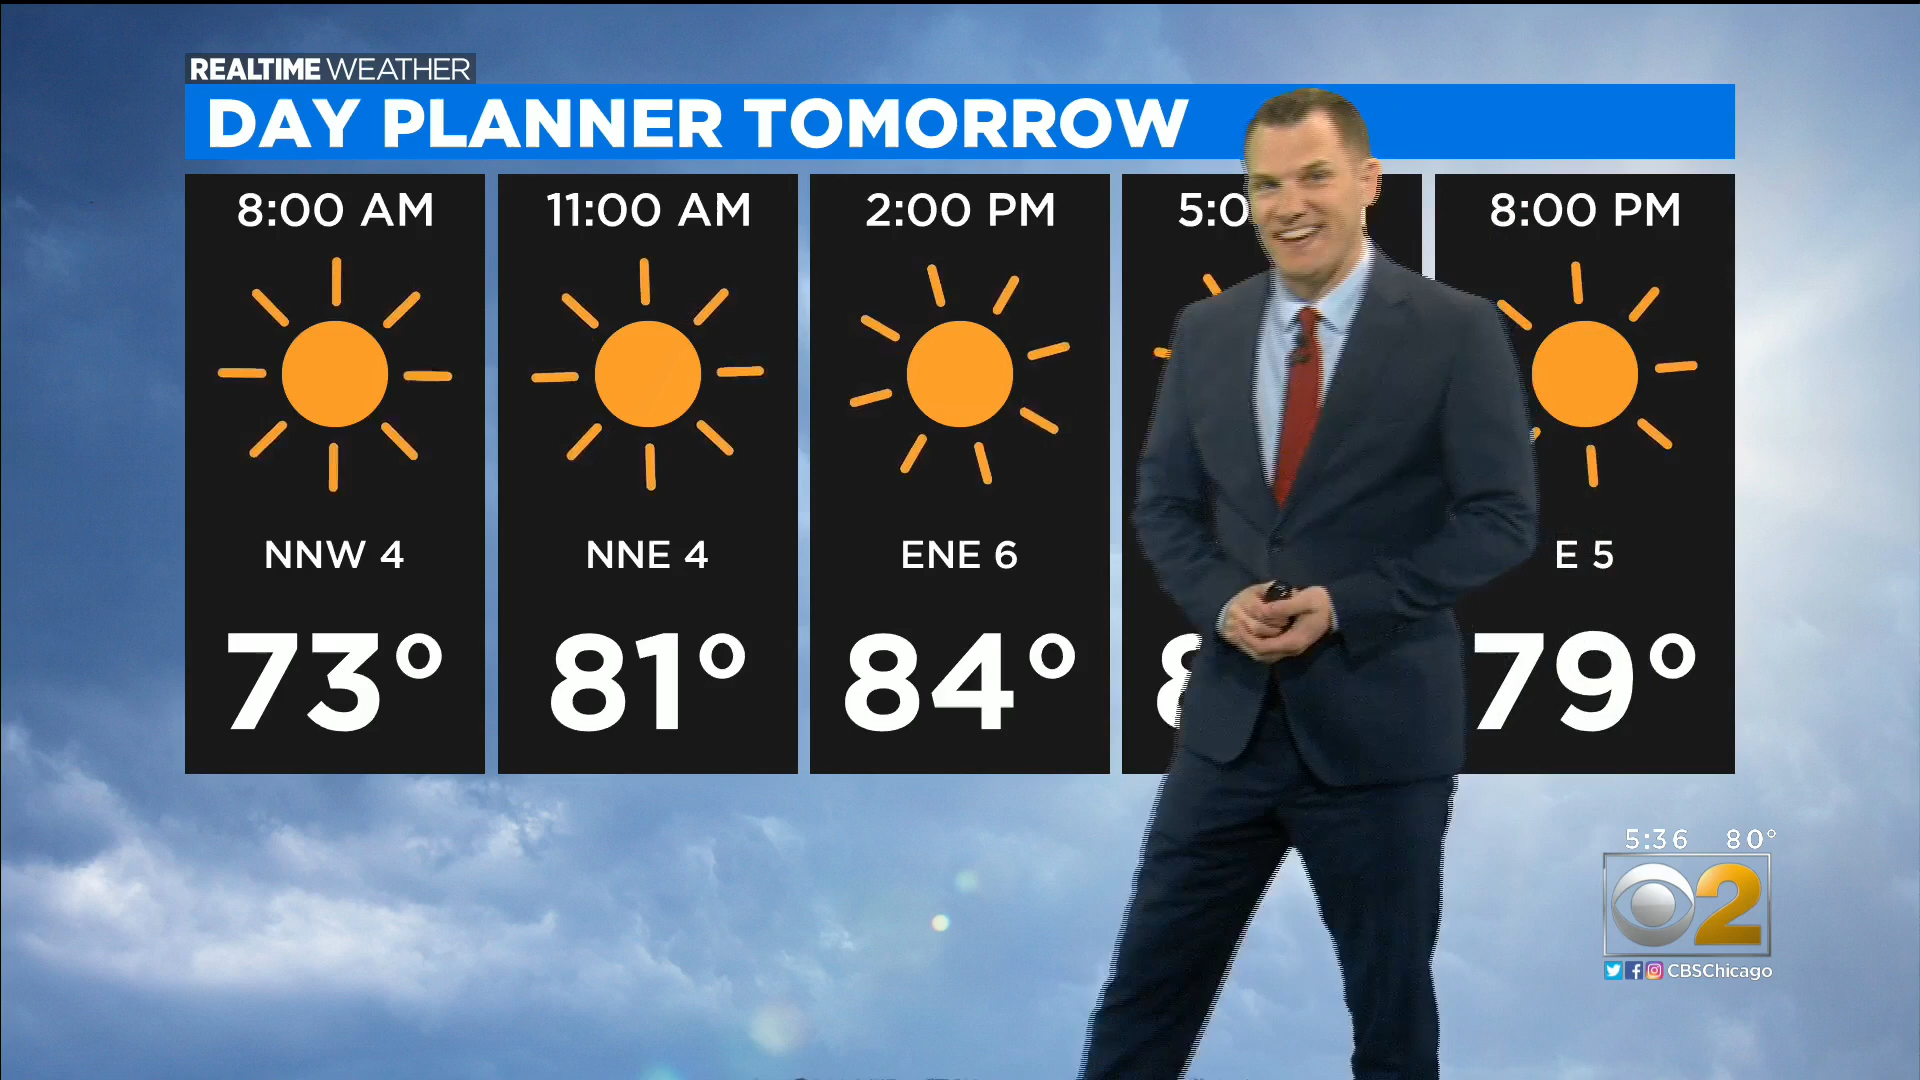 REALTIME WEATHER
DAY PLANNER TOMORROW
8:00 AM
11:00 AM
2:00 PM
8:00 PM
NNW 4
NNE 4
ENE 6
E 5
73°
81°
84°
79°
5:36 80°
2
CBSChicago